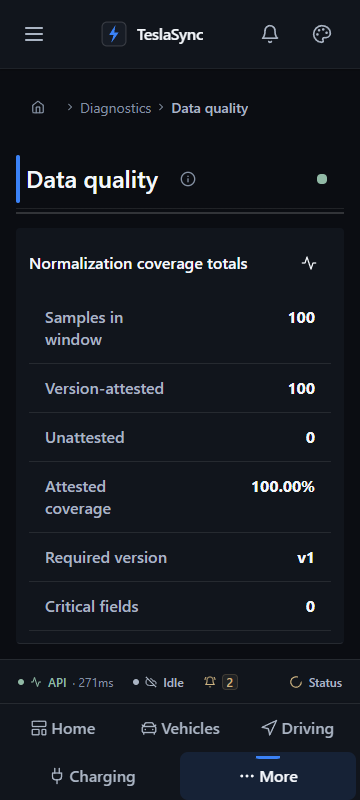 TeslaSync
Diagnostics
Data quality
Data quality
Normalization coverage totals
Samples in
window
100
Version-attested
100
Unattested
0
Attested
coverage
100.00%
Required version
v1
Critical fields
0
API · 271ms
Idle
2
Status
Home
Vehicles
Driving
Charging
More